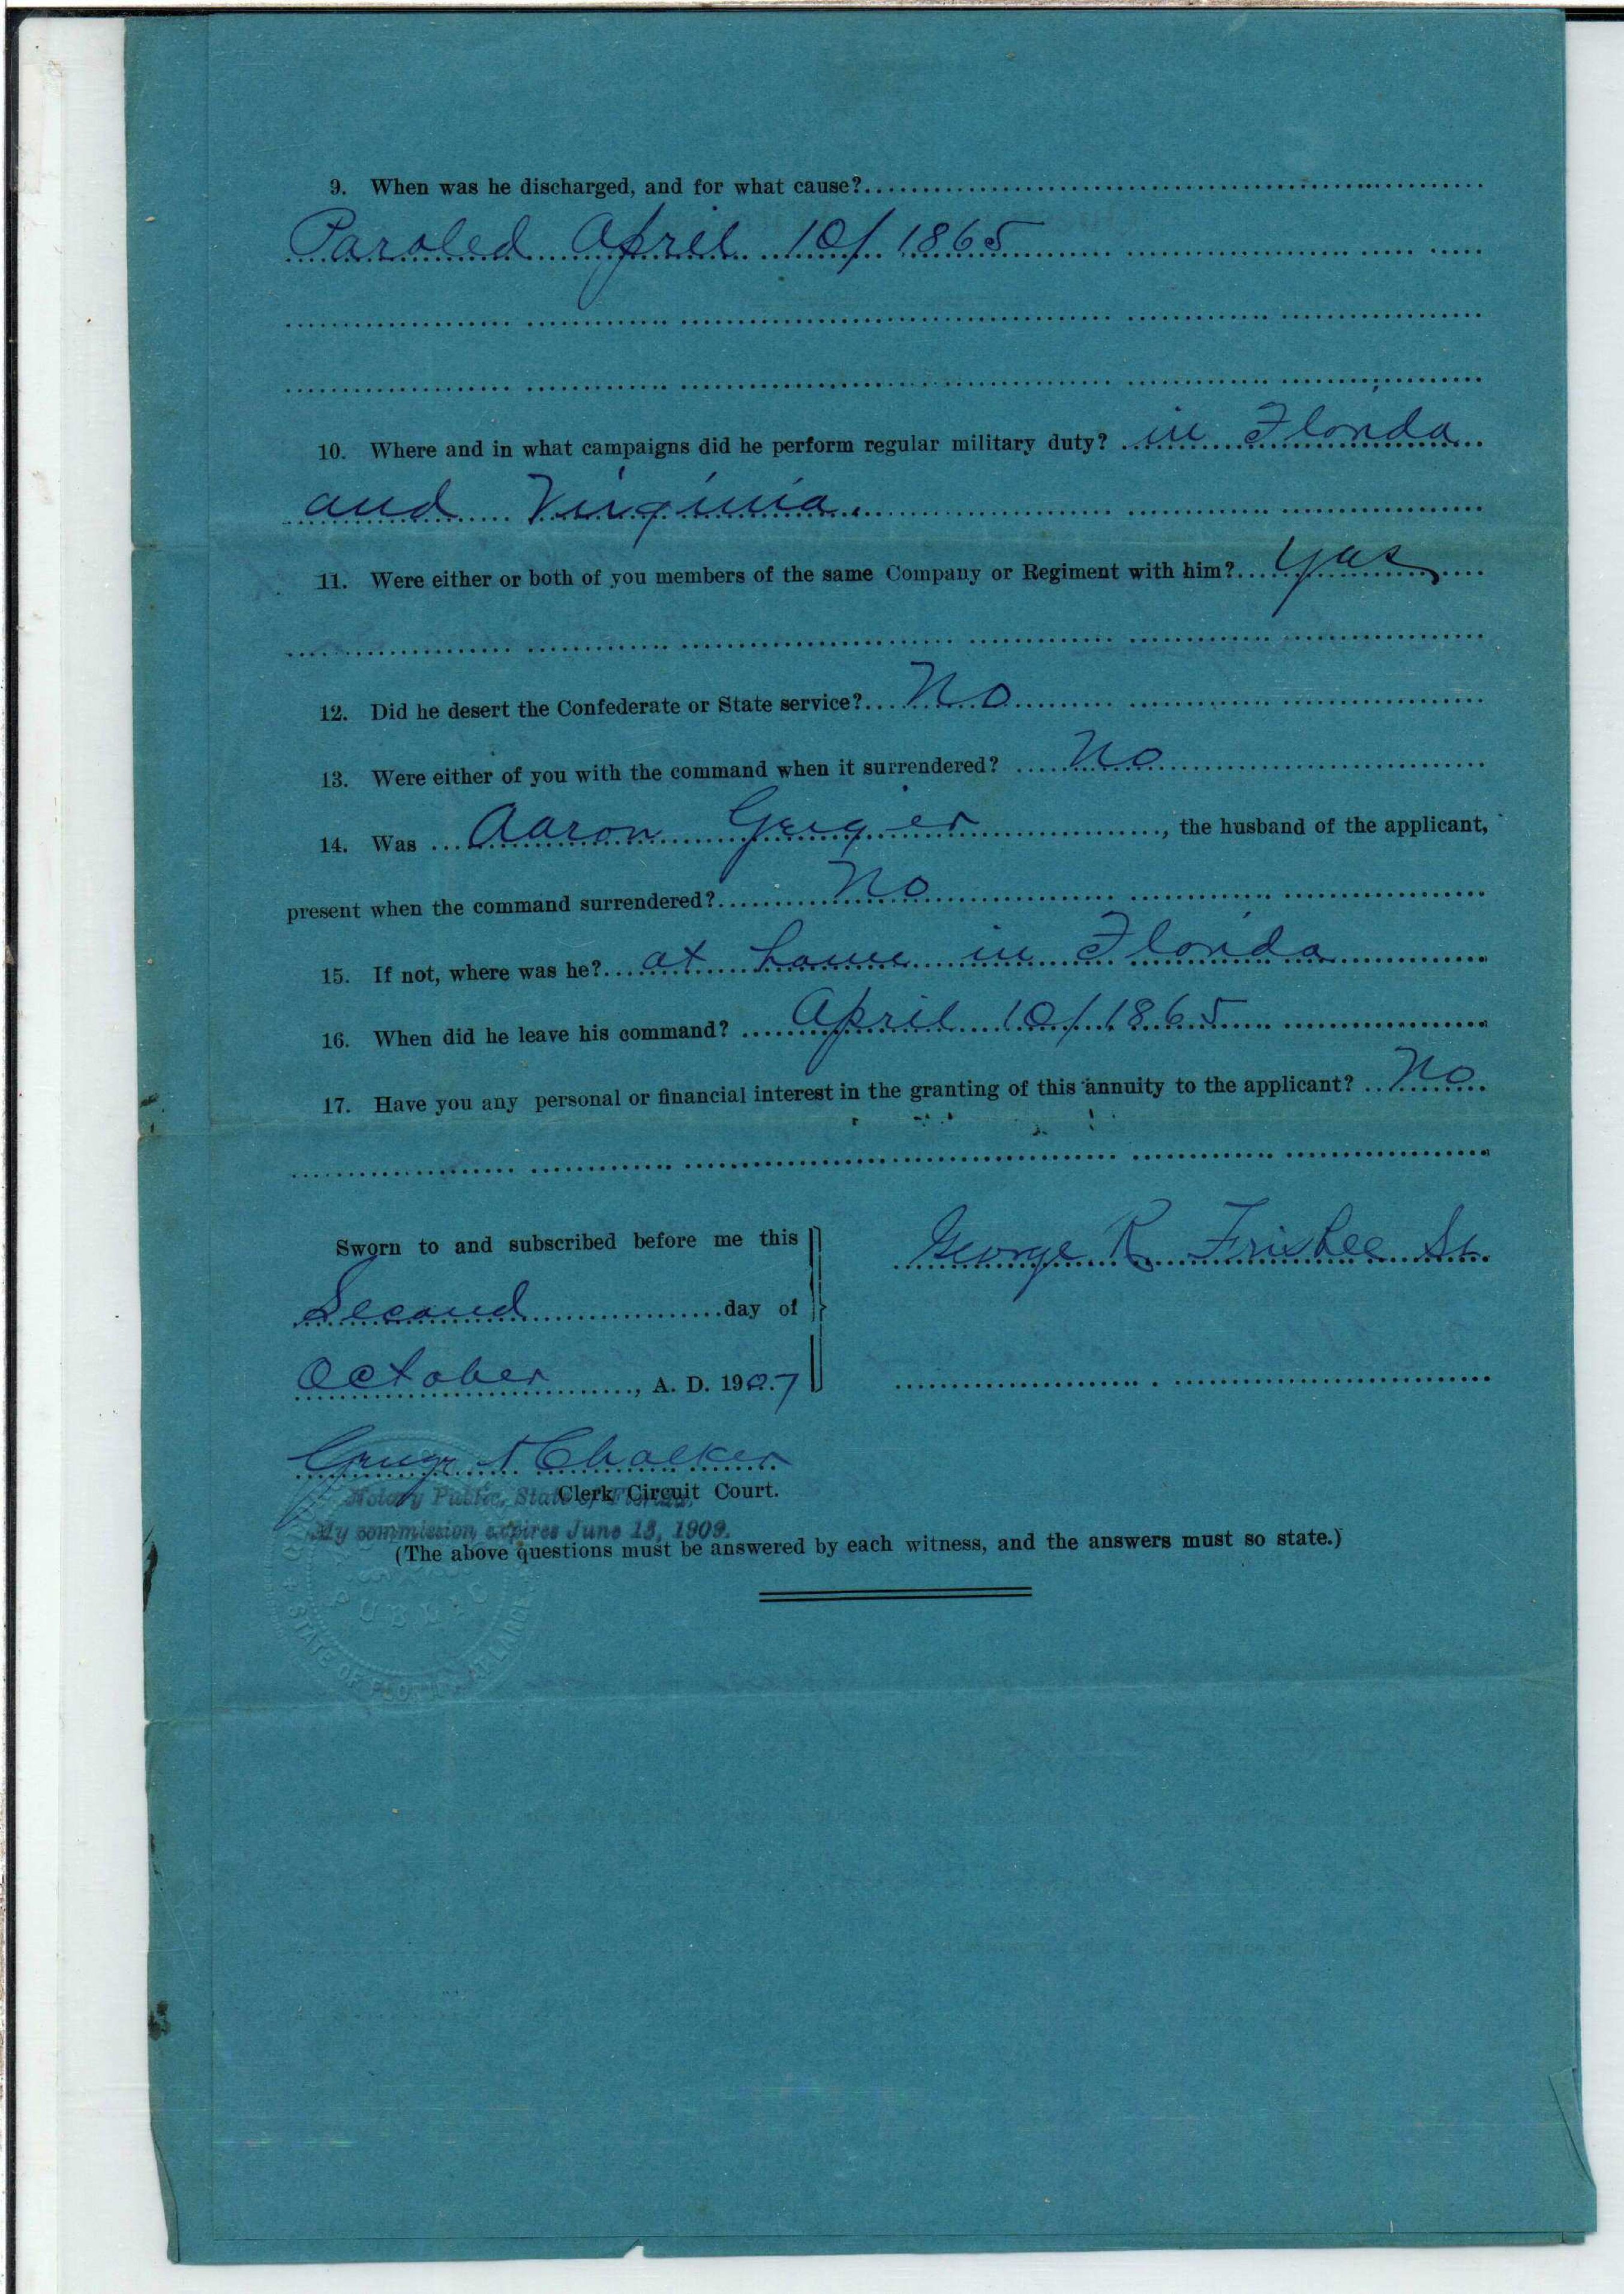 9. When was he discharged, and for what cause?
Paroled April 10/1865
10. Where and in what campaigns did he perform regular military duty? in Florida
and Virginia.
11. Were either or both of you members of the same Company or Regiment with him? yas
12. Did he desert the Confederate or State service? No
13. Were either of you with the command when it surrendered? No
14. Was Aaron Geiger, the husband of the applicant,
present when the command surrendered? No
15. If not, where was he? at home in Florida
16. When did he leave his command? April 10/1865
17. Have you any personal or financial interest in the granting of this annuity to the applicant? No
Sworn to and subscribed before me this
George R Frisbee Sr.
Second day of
October, A. D. 1907
Chalker
Clerk Circuit Court.
Notary Public, State of Florida,
My commission expires June 13, 1909.
(The above questions must be answered by each witness, and the answers must so state.)
PUBLIC
STATE OF FLORIDA AT LARGE